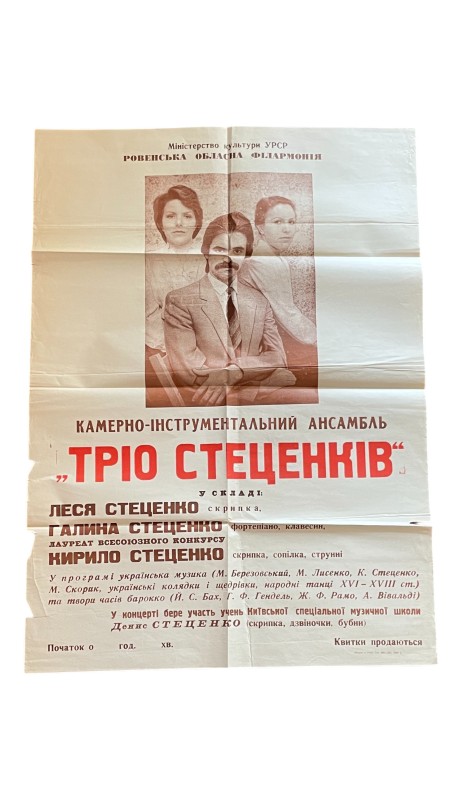 Міністерство культури УРСР
РОВЕНСЬКА ОБЛАСНА ФІЛАРМОНІЯ
КАМЕРНО-ІНСТРУМЕНТАЛЬНИЙ АНСАМБЛЬ
„ТРІО СТЕЦЕНКІВ“
У СКЛАДІ:
ЛЕСЯ СТЕЦЕНКО скрипка,
ГАЛИНА СТЕЦЕНКО фортепіано, клавесин,
ЛАУРЕАТ ВСЕСОЮЗНОГО КОНКУРСУ
КИРИЛО СТЕЦЕНКО скрипка, сопілка, струнні
У програмі українська музика (М. Березовський, М. Лисенко, К. Стеценко,
М. Скорик, українські колядки і щедрівки, народні танці XVI—XVIII ст.)
та твори часів барокко (Й. С. Бах, Г. Ф. Гендель, Ж. Ф. Рамо, А. Вівальді)
У концерті бере участь учень Київської спеціальної музичної школи
Денис СТЕЦЕНКО (скрипка, дзвіночки, бубин)
Початок о год. хв. Квитки продаються